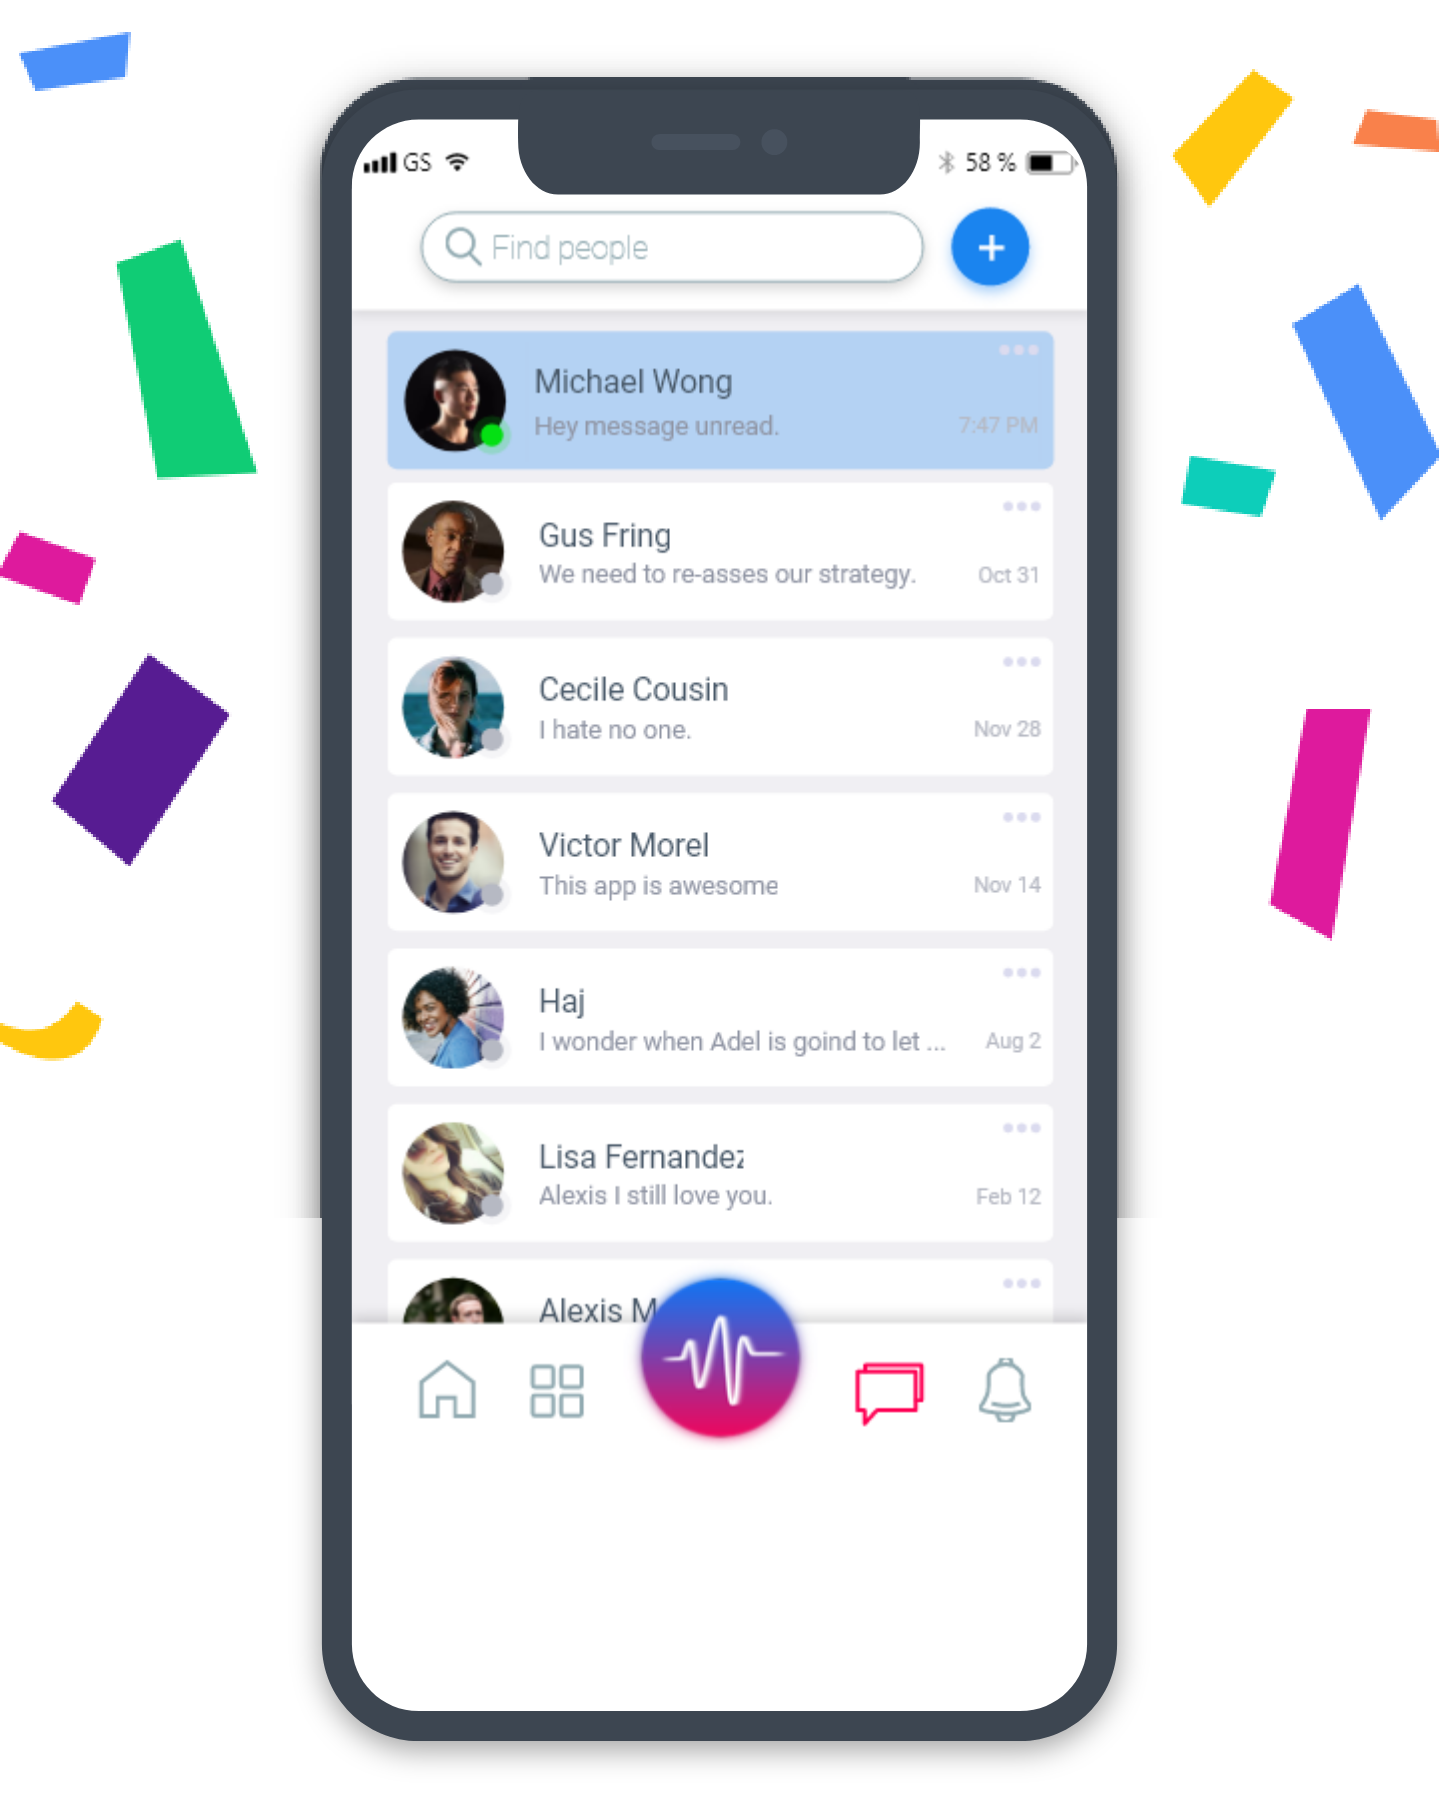 GS
58 %
Find people
Michael Wong
Hey message unread.
7:47 PM
Gus Fring
We need to re-asses our strategy.
Oct 31
Cecile Cousin
I hate no one.
Nov 28
Victor Morel
This app is awesome
Nov 14
Haj
I wonder when Adel is goind to let ...
Aug 2
Lisa Fernandez
Alexis I still love you.
Feb 12
Alexis M